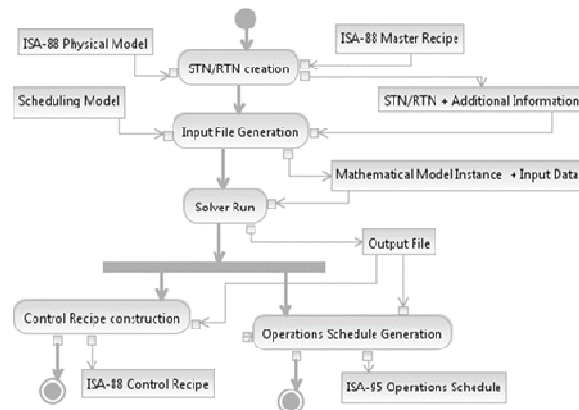 ISA-88 Physical Model
ISA-88 Master Recipe
STN/RTN creation
Scheduling Model
STN/RTN + Additional Information
Input File Generation
Mathematical Model Instance + Input Data
Solver Run
Output File
Control Recipe construction
Operations Schedule Generation
ISA-88 Control Recipe
ISA-95 Operations Schedule